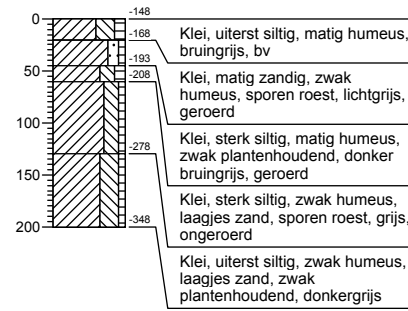 0
50
100
150
200
-148
-168
-193
-208
-278
-348
Klei, uiterst siltig, matig humeus,
bruingrijs, bv
Klei, matig zandig, zwak
humeus, sporen roest, lichtgrijs,
geroerd
Klei, sterk siltig, matig humeus,
zwak plantenhoudend, donker
bruingrijs, geroerd
Klei, sterk siltig, zwak humeus,
laagjes zand, sporen roest, grijs,
ongeroerd
Klei, uiterst siltig, zwak humeus,
laagjes zand, zwak
plantenhoudend, donkergrijs